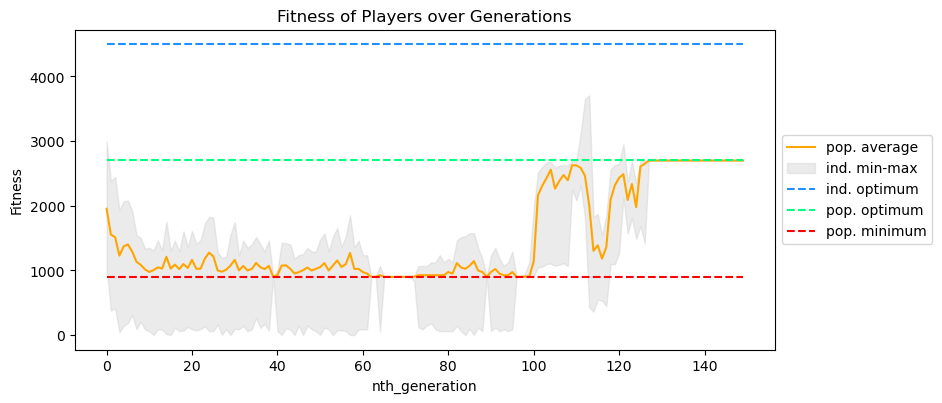 Fitness of Players over Generations
Fitness
4000
3000
2000
1000
0
0
20
40
60
80
100
120
140
nth_generation
pop. average
ind. min-max
ind. optimum
pop. optimum
pop. minimum